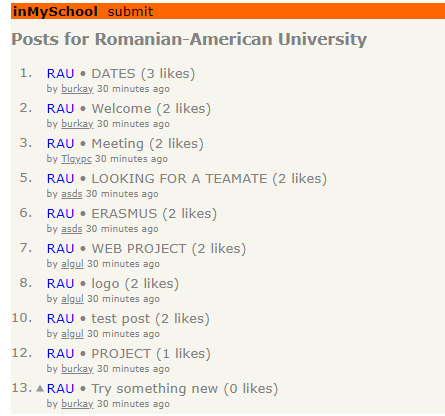 inMySchool submit
Posts for Romanian-American University
1. RAU • DATES (3 likes)
by burkay 30 minutes ago
2. RAU • Welcome (2 likes)
by burkay 30 minutes ago
3. RAU • Meeting (2 likes)
by Tlgypc 30 minutes ago
5. RAU • LOOKING FOR A TEAMATE (2 likes)
by asds 30 minutes ago
6. RAU • ERASMUS (2 likes)
by asds 30 minutes ago
7. RAU • WEB PROJECT (2 likes)
by algul 30 minutes ago
8. RAU • logo (2 likes)
by algul 30 minutes ago
10. RAU • test post (2 likes)
by algul 30 minutes ago
12. RAU • PROJECT (1 likes)
by burkay 30 minutes ago
13. RAU • Try something new (0 likes)
by burkay 30 minutes ago